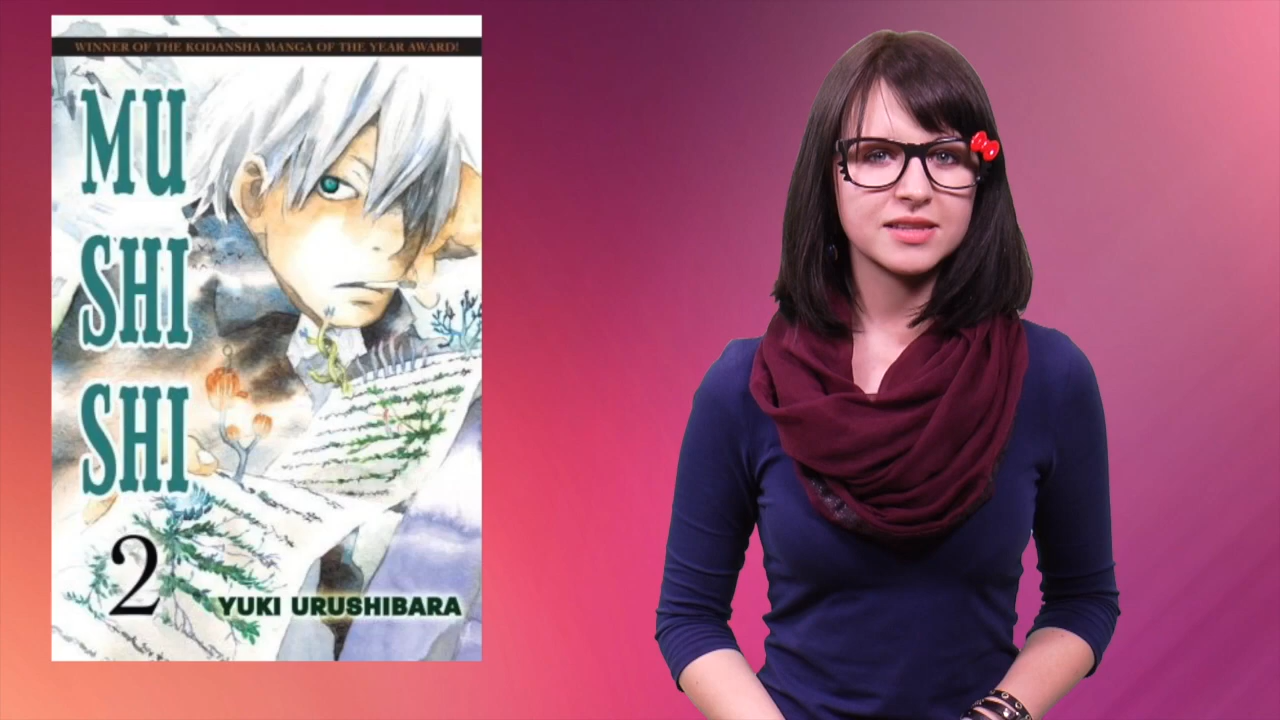 WINNER OF THE KODANSHA MANGA OF THE YEAR AWARD!
MU
SHI
SHI
2
YUKI URUSHIBARA